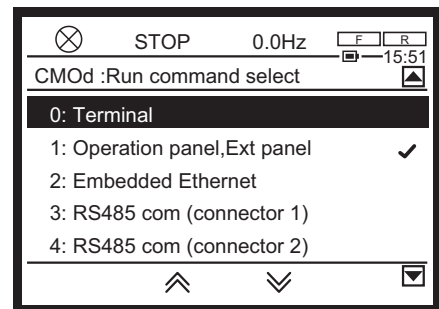 STOP 0.0Hz F R
15:51
CMOd :Run command select
0: Terminal
1: Operation panel,Ext panel
2: Embedded Ethernet
3: RS485 com (connector 1)
4: RS485 com (connector 2)